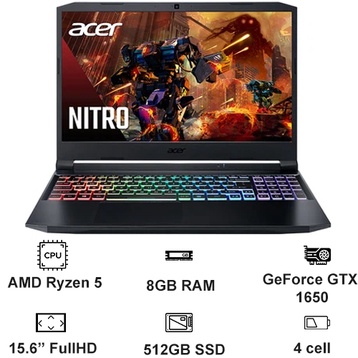 acer
NITRO
acer
CPU
AMD Ryzen 5
8GB RAM
GeForce GTX
1650
15.6” FullHD
512GB SSD
4 cell